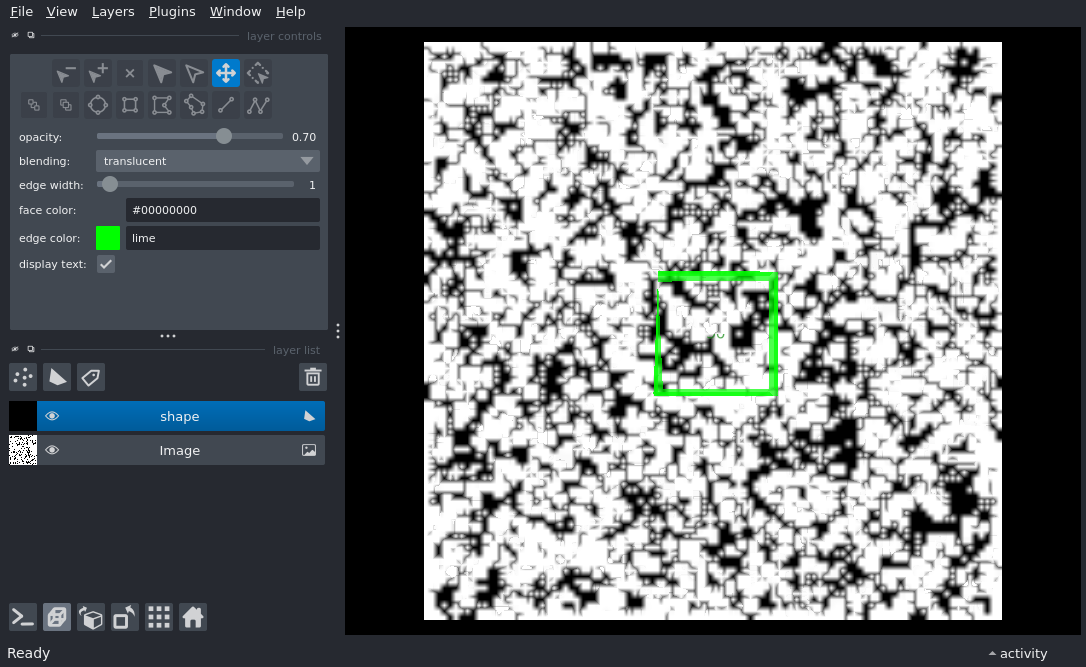 File View Layers Plugins Window Help
layer controls
opacity: 0.70
blending: translucent
edge width: 1
face color: #00000000
edge color: lime
display text:
layer list
shape
Image
Ready activity